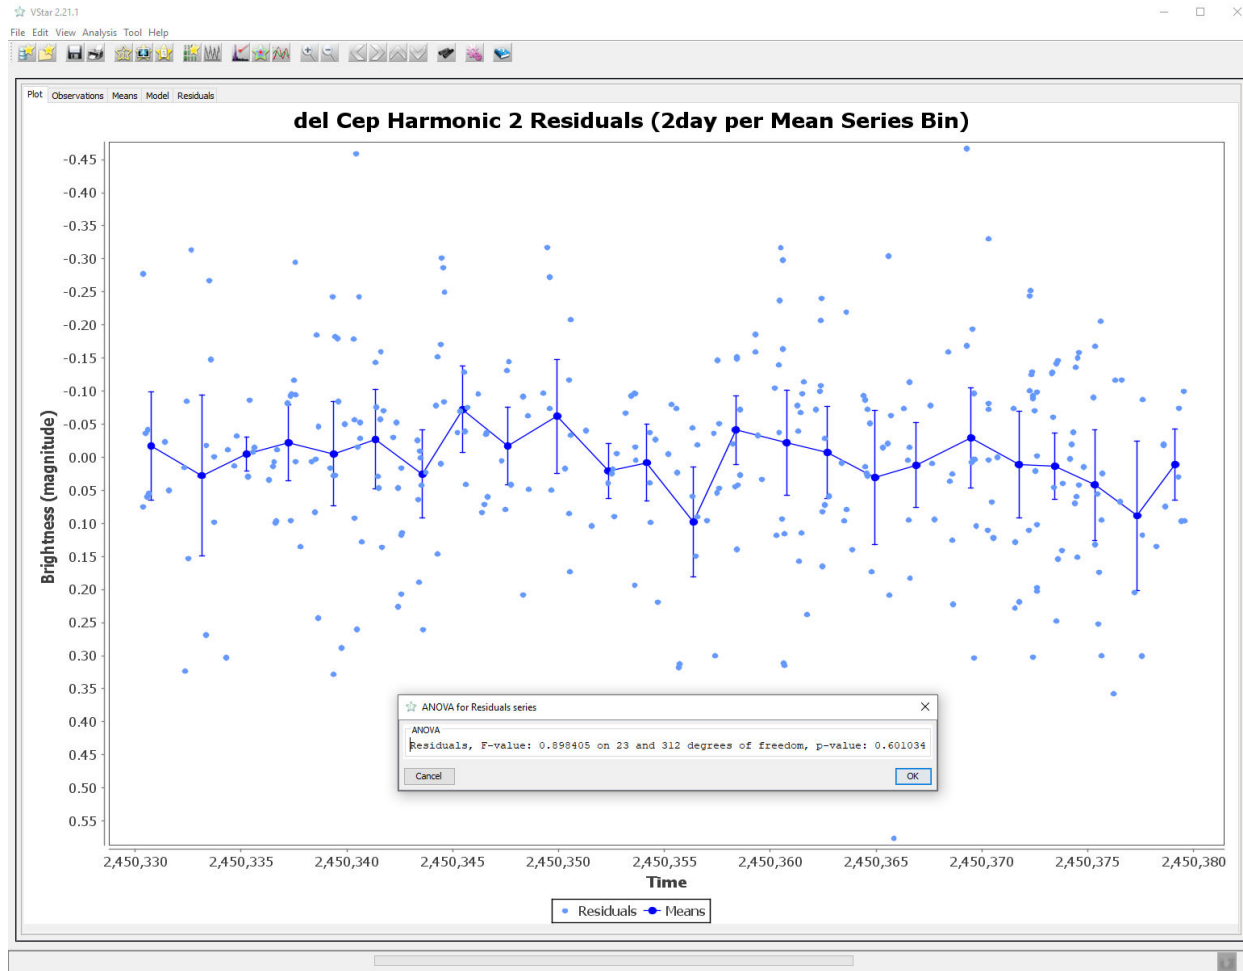 VStar 2.21.1
File Edit View Analysis Tool Help
Plot Observations Means Model Residuals
del Cep Harmonic 2 Residuals (2day per Mean Series Bin)
Brightness (magnitude)
-0.45
-0.40
-0.35
-0.30
-0.25
-0.20
-0.15
-0.10
-0.05
0.00
0.05
0.10
0.15
0.20
0.25
0.30
0.35
0.40
0.45
0.50
0.55
ANOVA for Residuals series
ANOVA
Residuals, F-value: 0.898405 on 23 and 312 degrees of freedom, p-value: 0.601034
Cancel OK
2,450,330 2,450,335 2,450,340 2,450,345 2,450,350 2,450,355 2,450,360 2,450,365 2,450,370 2,450,375 2,450,380
Time
Residuals Means